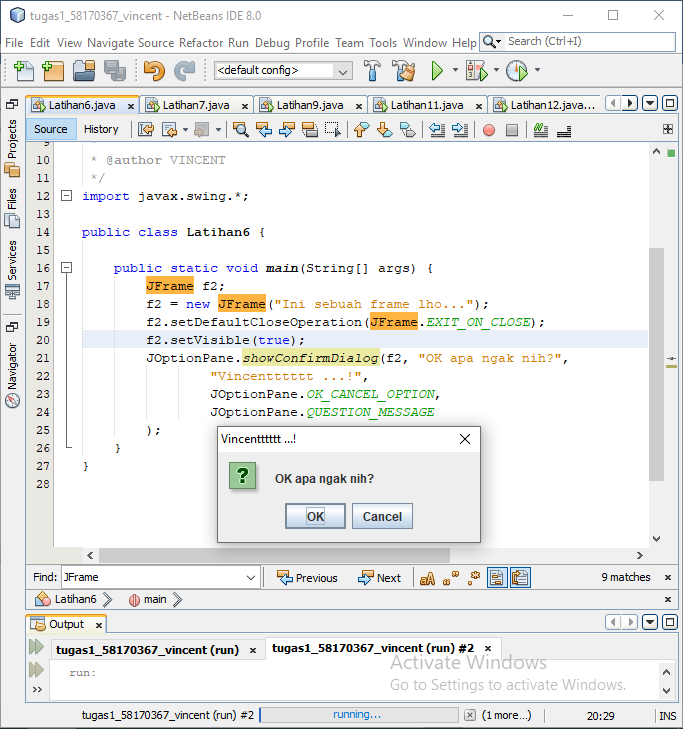 tugas1_58170367_vincent - NetBeans IDE 8.0
File Edit View Navigate Source Refactor Run Debug Profile Team Tools Window Help Search (Ctrl+I)
<default config>
Latihan6.java Latihan7.java Latihan9.java Latihan11.java Latihan12.java...
Source History
Projects
Files
Services
Navigator
9 *
10 * @author VINCENT
11 */
12 import javax.swing.*;
13
14 public class Latihan6 {
15
16 public static void main(String[] args) {
17 JFrame f2;
18 f2 = new JFrame("Ini sebuah frame lho...");
19 f2.setDefaultCloseOperation(JFrame.EXIT_ON_CLOSE);
20 f2.setVisible(true);
21 JOptionPane.showConfirmDialog(f2, "OK apa ngak nih?",
22 "Vincentttttt ...!",
23 JOptionPane.OK_CANCEL_OPTION,
24 JOptionPane.QUESTION_MESSAGE
25 );
26 }
27 }
28
Vincentttttt ...!
? OK apa ngak nih?
OK Cancel
Find: JFrame Previous Next aA "" .* 9 matches
Latihan6 main
Output
tugas1_58170367_vincent (run) tugas1_58170367_vincent (run) #2
run:
Activate Windows
Go to Settings to activate Windows.
tugas1_58170367_vincent (run) #2 running... (1 more...) 20:29 INS